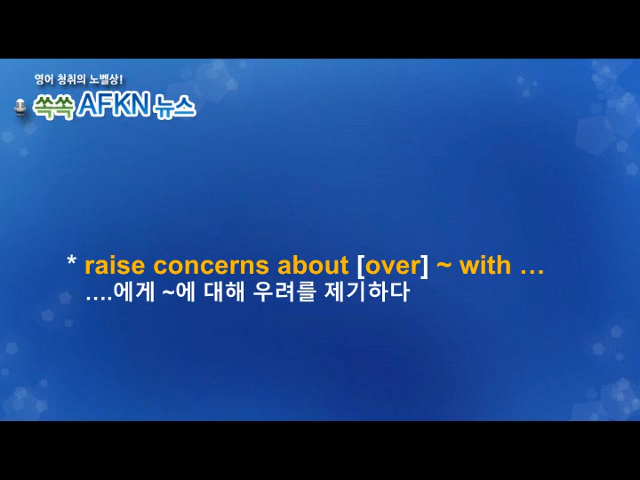 영어 청취의 노벨상!
쏙쏙 AFKN 뉴스
* raise concerns about [over] ~ with …
….에게 ~에 대해 우려를 제기하다